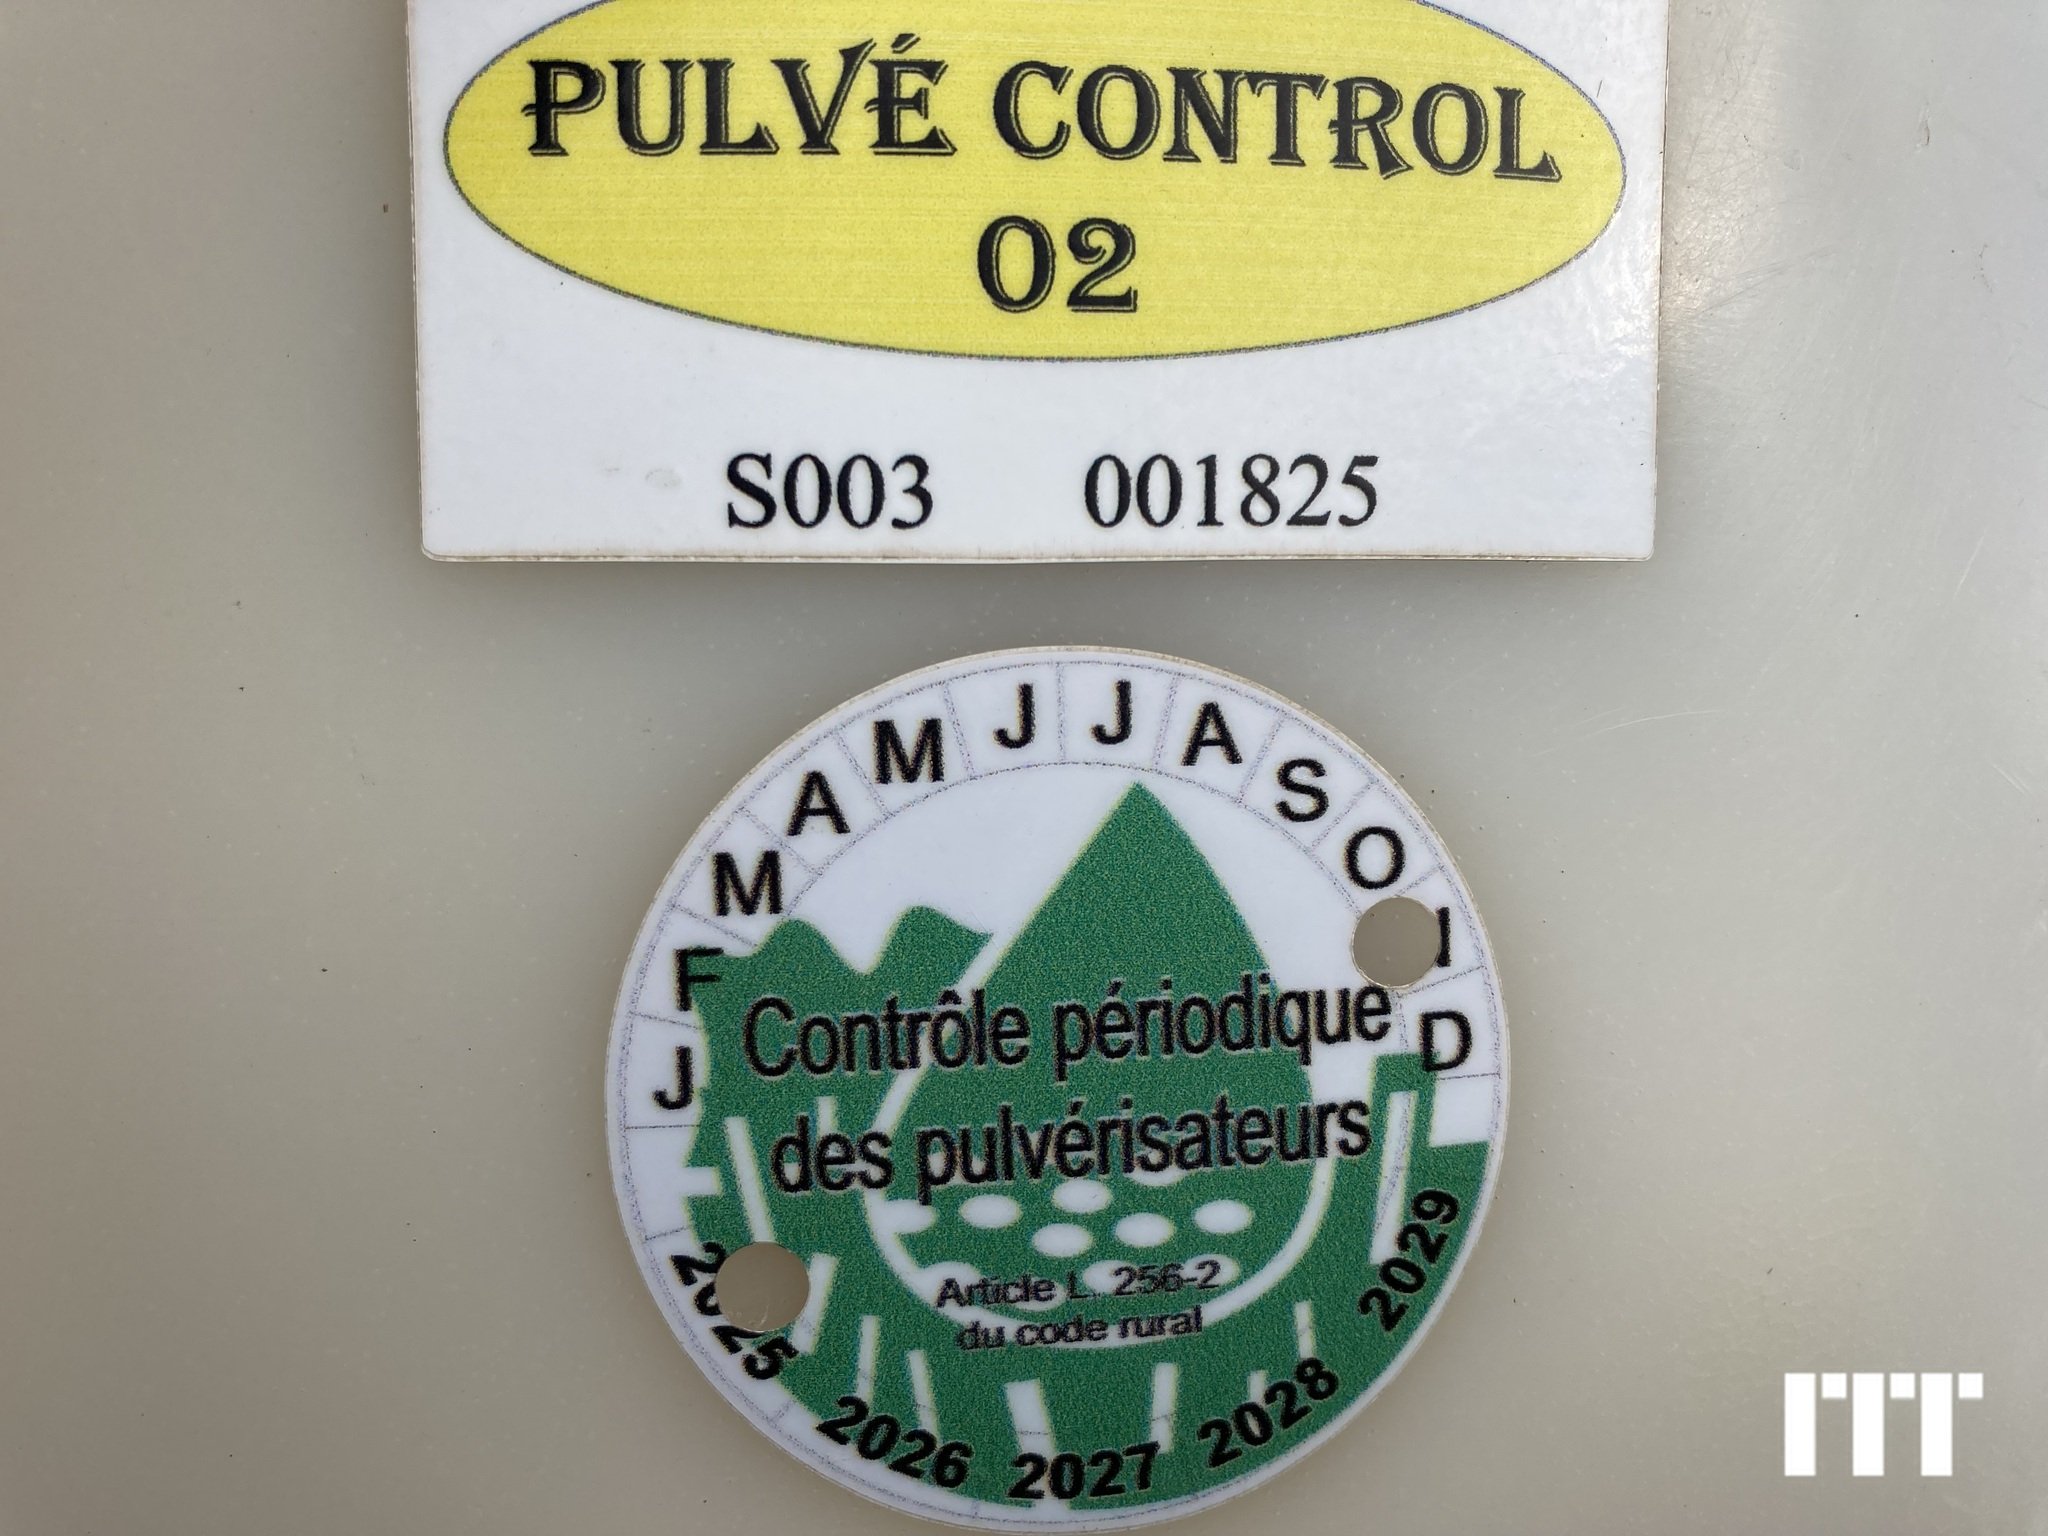 PULVÉ CONTROL
02
S003 001825
J F M A M J J A S O D
Contrôle périodique
des pulvérisateurs
Article L. 256-2
du code rural
2025 2026 2027 2028 2029